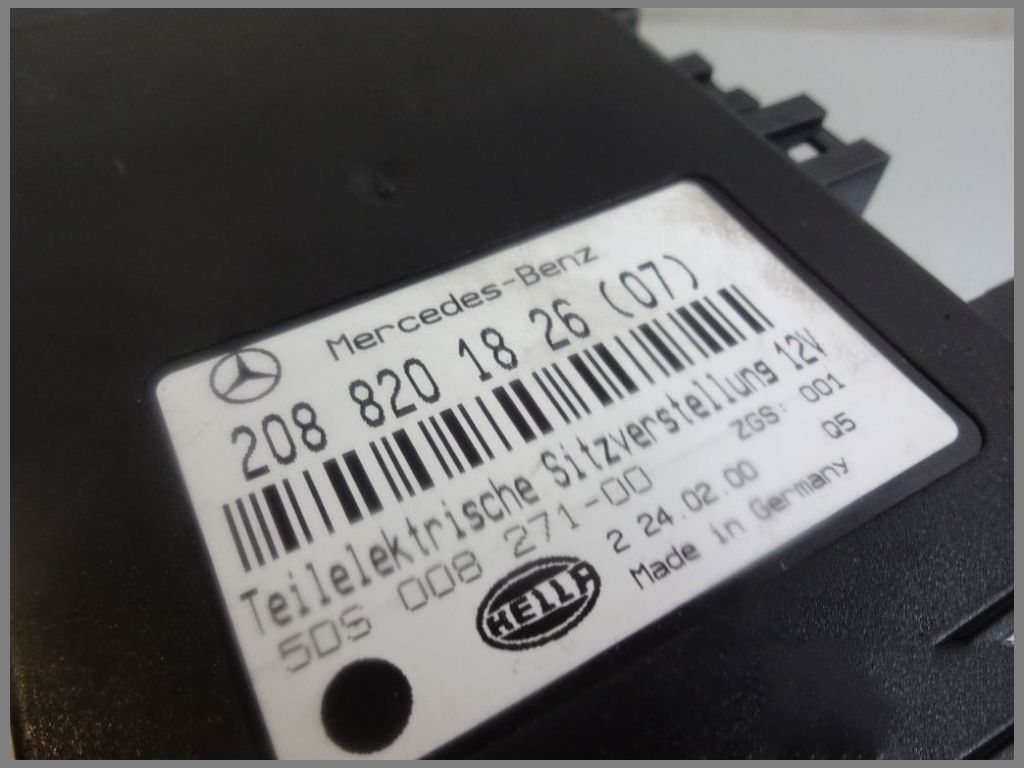 Mercedes-Benz
208 820 18 26 (07)
Teilelektrische Sitzverstellung 12V
5DS 008 271-00 ZGS: 001
HELLA 2 24.02.00 Q5
Made in Germany